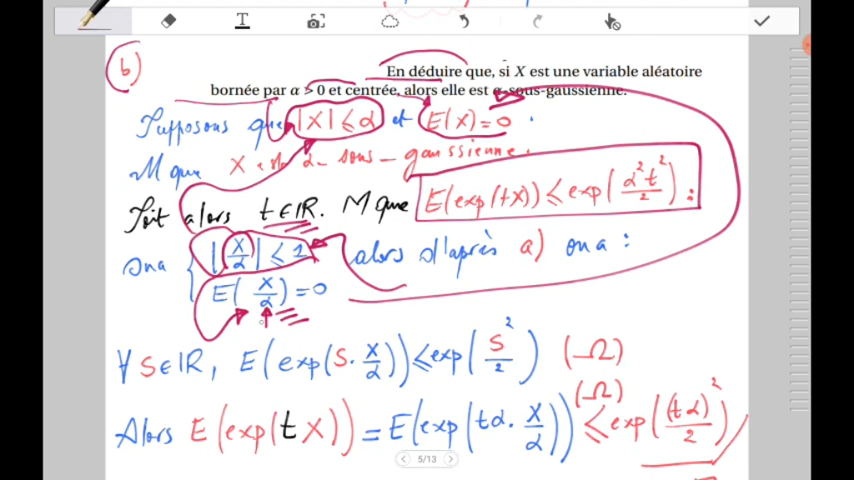 b) En déduire que, si X est une variable aléatoire
bornée par α > 0 et centrée, alors elle est α-sous-gaussienne.
Supposons que |X| ≤ α et E(X) = 0 .
M que X est α - sous - gaussienne.
Soit alors t ∈ IR. M que E(exp(tX)) ≤ exp(α²t²/2) :
On a { |X/α| ≤ 1 alors d'après a) on a :
E(X/α) = 0
∀ S ∈ IR, E(exp(S. X/α)) ≤ exp(S²/2) (Ω)
(Ω)
Alors E(exp(tX)) = E(exp(tα. X/α)) ≤ exp((tα)²/2)
5/13